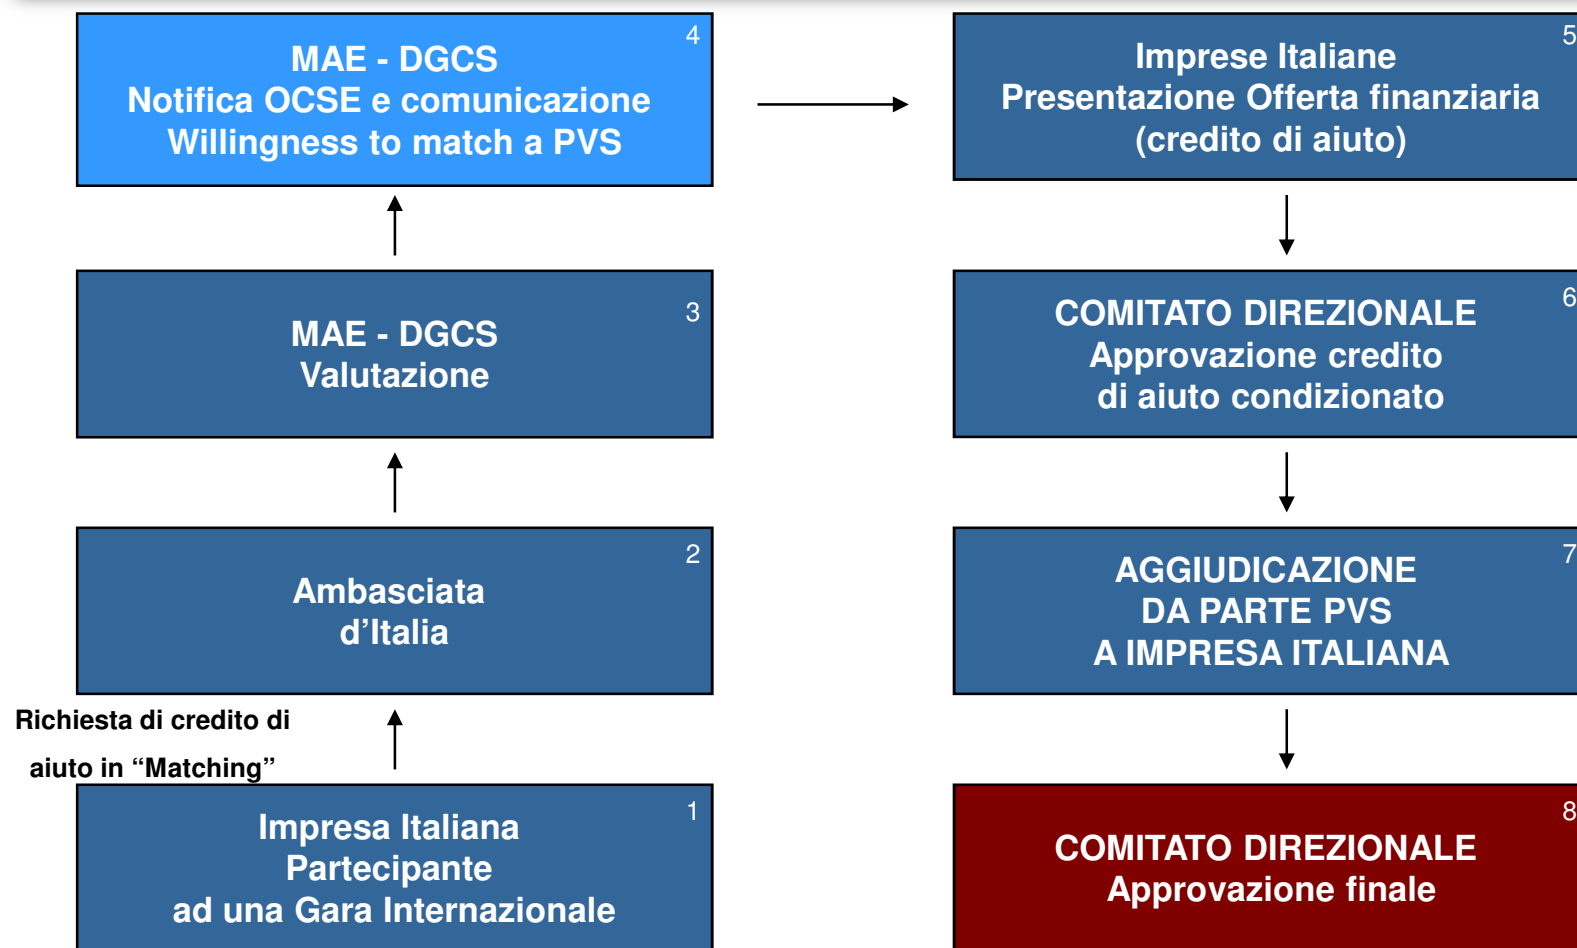 4
MAE - DGCS
Notifica OCSE e comunicazione
Willingness to match a PVS
5
Imprese Italiane
Presentazione Offerta finanziaria
(credito di aiuto)
3
MAE - DGCS
Valutazione
6
COMITATO DIREZIONALE
Approvazione credito
di aiuto condizionato
2
Ambasciata
d’Italia
7
AGGIUDICAZIONE
DA PARTE PVS
A IMPRESA ITALIANA
Richiesta di credito di
aiuto in “Matching”
1
Impresa Italiana
Partecipante
ad una Gara Internazionale
8
COMITATO DIREZIONALE
Approvazione finale